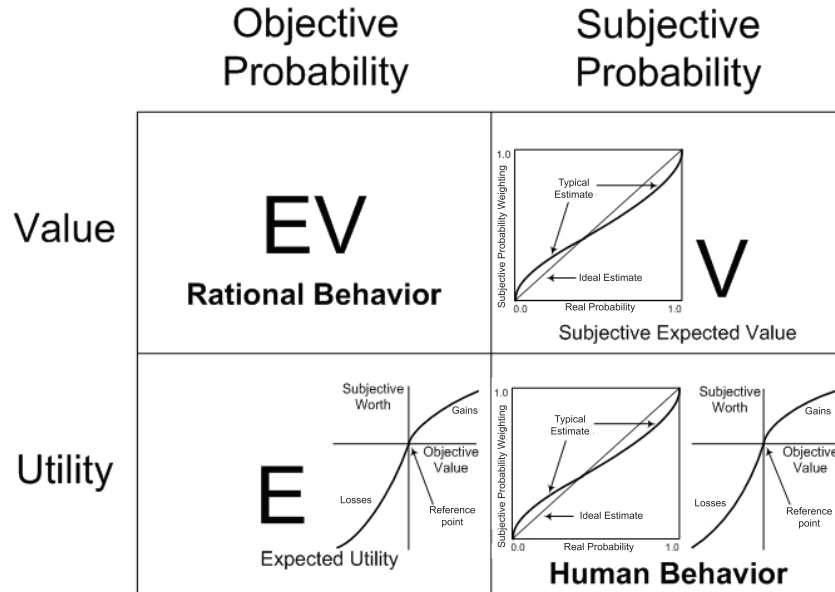 Objective
Probability
Subjective
Probability
Value
EV
Rational Behavior
Subjective Probability Weighting
1.0
Typical
Estimate
Ideal Estimate
0.0
Real Probability
1.0
V
Subjective Expected Value
Utility
E
Subjective
Worth
Gains
Objective
Value
Losses
Reference
point
Expected Utility
Subjective Probability Weighting
1.0
Typical
Estimate
Ideal Estimate
0.0
Real Probability
1.0
Subjective
Worth
Gains
Objective
Value
Losses
Reference
point
Human Behavior